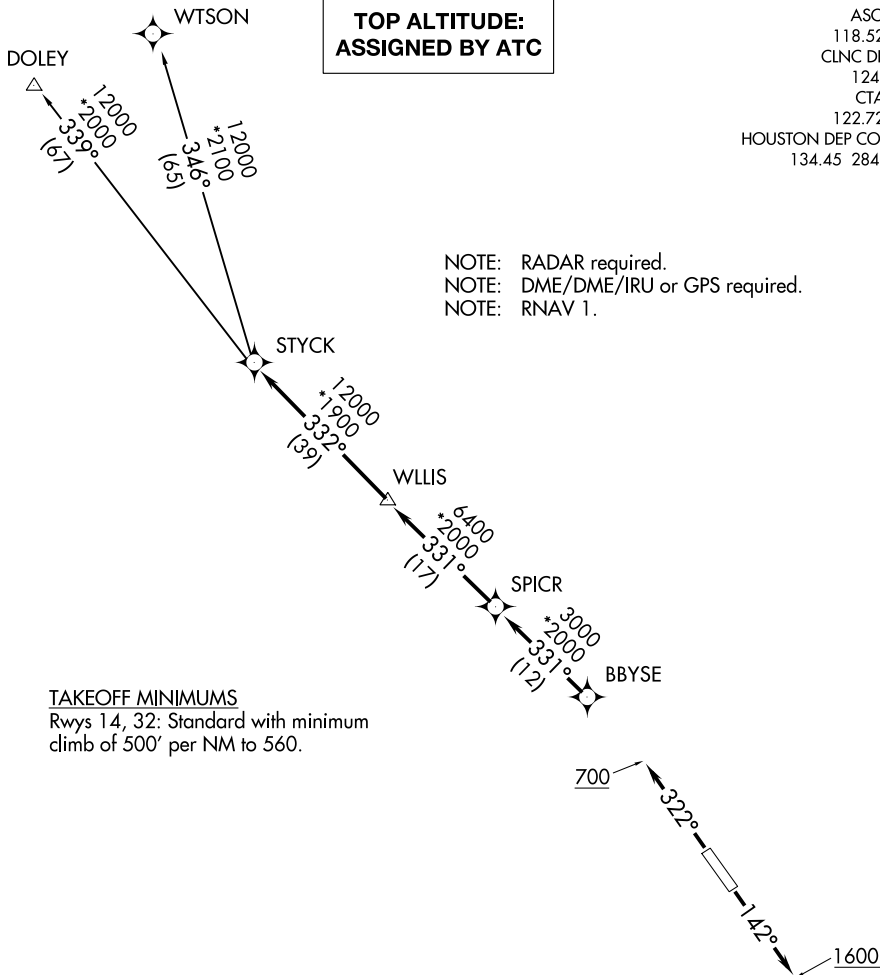 TOP ALTITUDE:
ASSIGNED BY ATC
ASO
118.52
CLNC DE
124.
CTA
122.72
HOUSTON DEP CO
134.45 284
WTSON
DOLEY
12000
*2000
339°
(67)
12000
*2100
346°
(65)
NOTE: RADAR required.
NOTE: DME/DME/IRU or GPS required.
NOTE: RNAV 1.
STYCK
12000
*1900
332°
(39)
WLLIS
6400
*2000
331°
(17)
SPICR
3000
*2000
331°
(12)
BBYSE
TAKEOFF MINIMUMS
Rwys 14, 32: Standard with minimum
climb of 500' per NM to 560.
700
322°
142°
1600